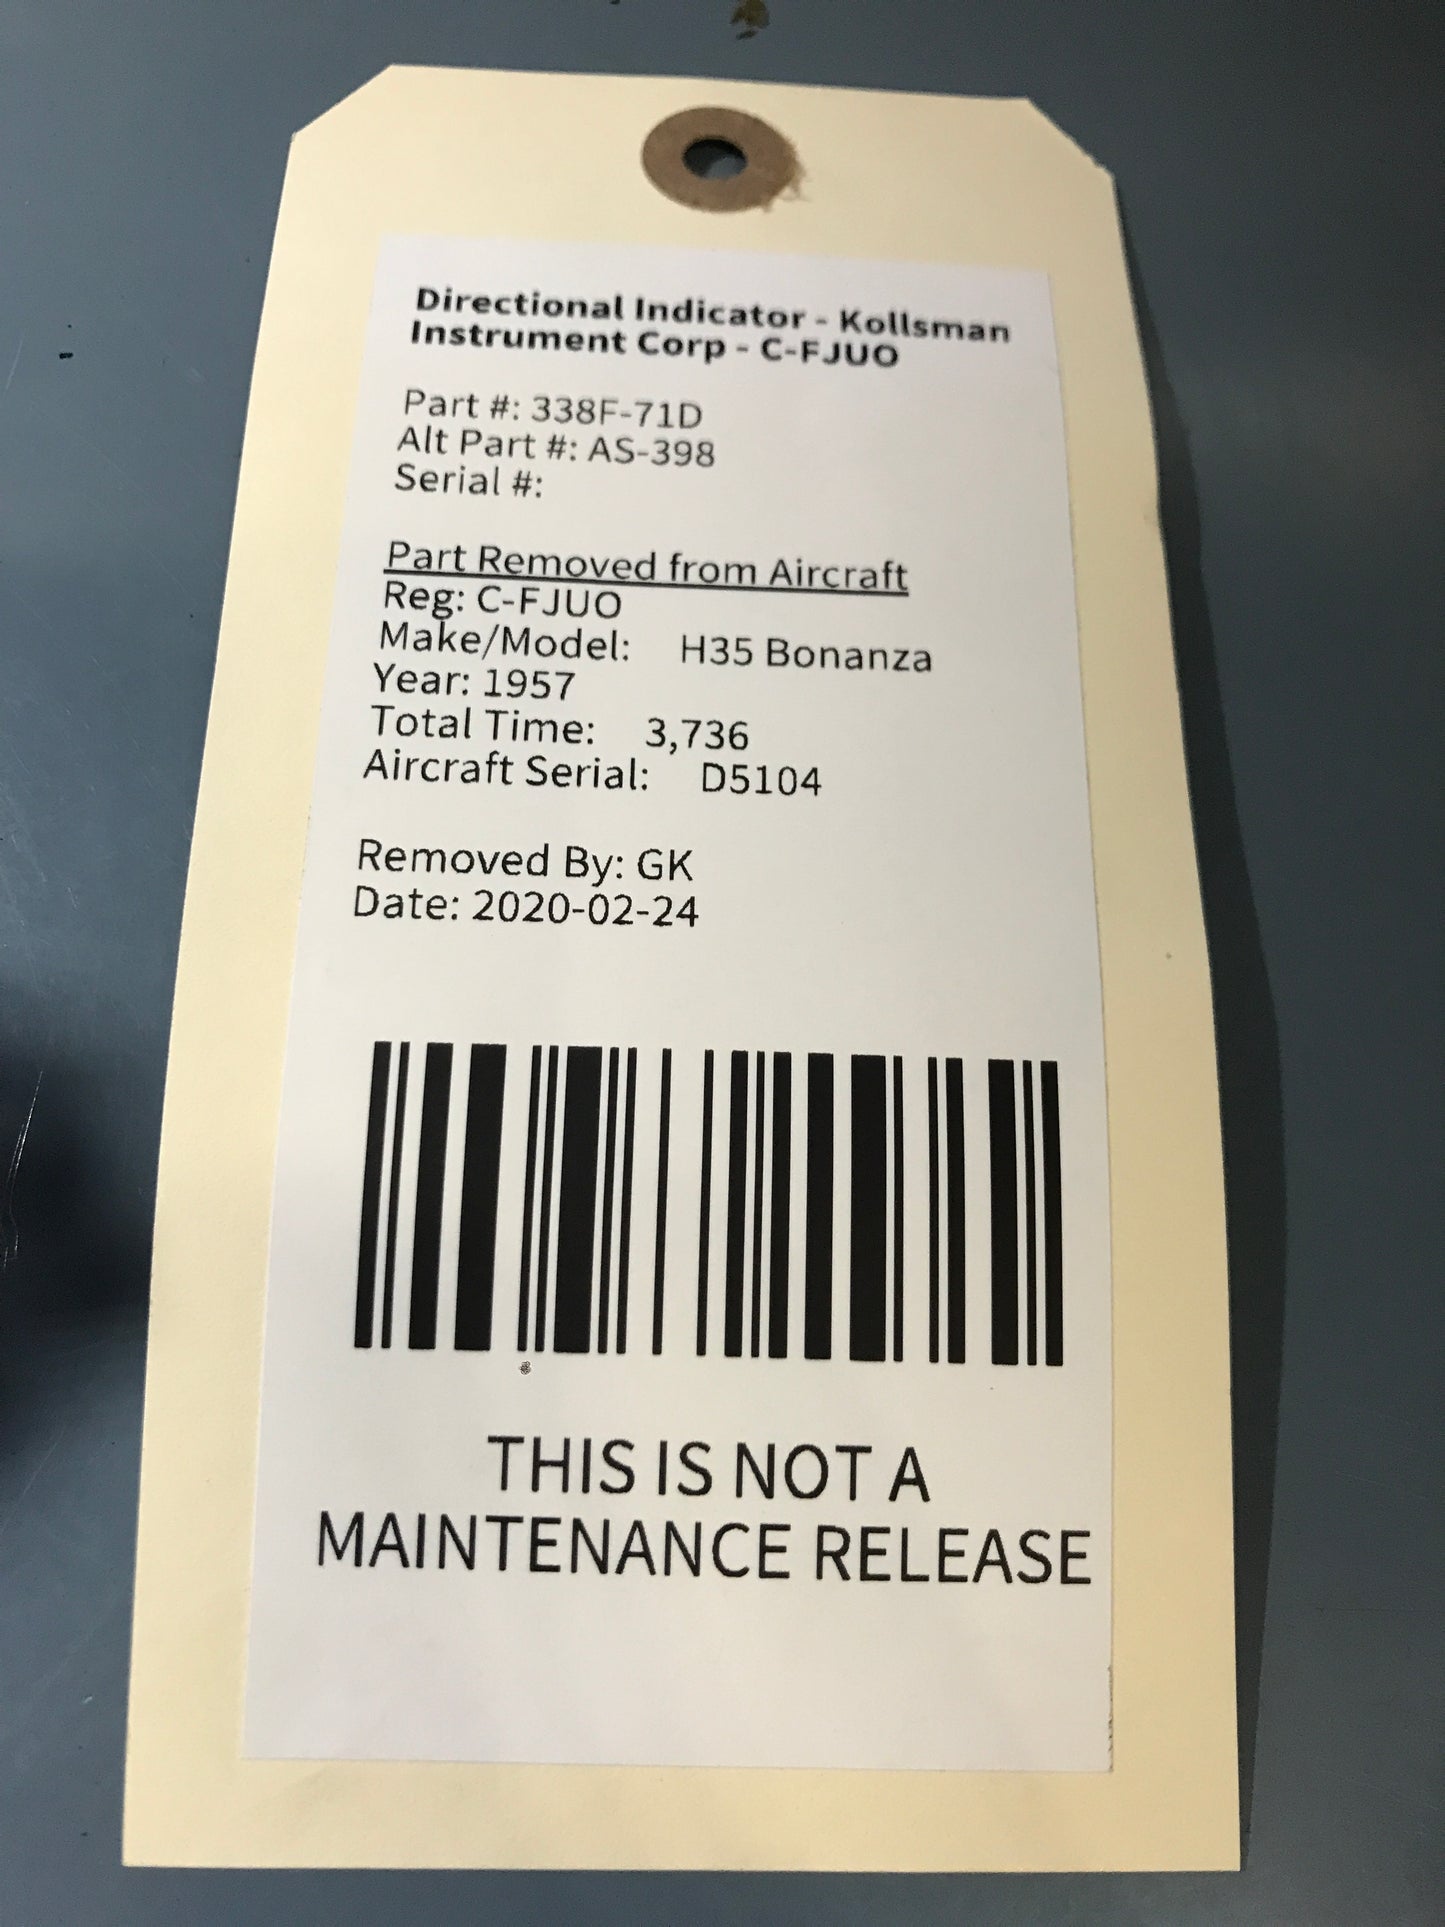 Directional Indicator - Kollsman
Instrument Corp - C-FJUO
Part #: 338F-71D
Alt Part #: AS-398
Serial #:
Part Removed from Aircraft
Reg: C-FJUO
Make/Model: H35 Bonanza
Year: 1957
Total Time: 3,736
Aircraft Serial: D5104
Removed By: GK
Date: 2020-02-24
THIS IS NOT A
MAINTENANCE RELEASE